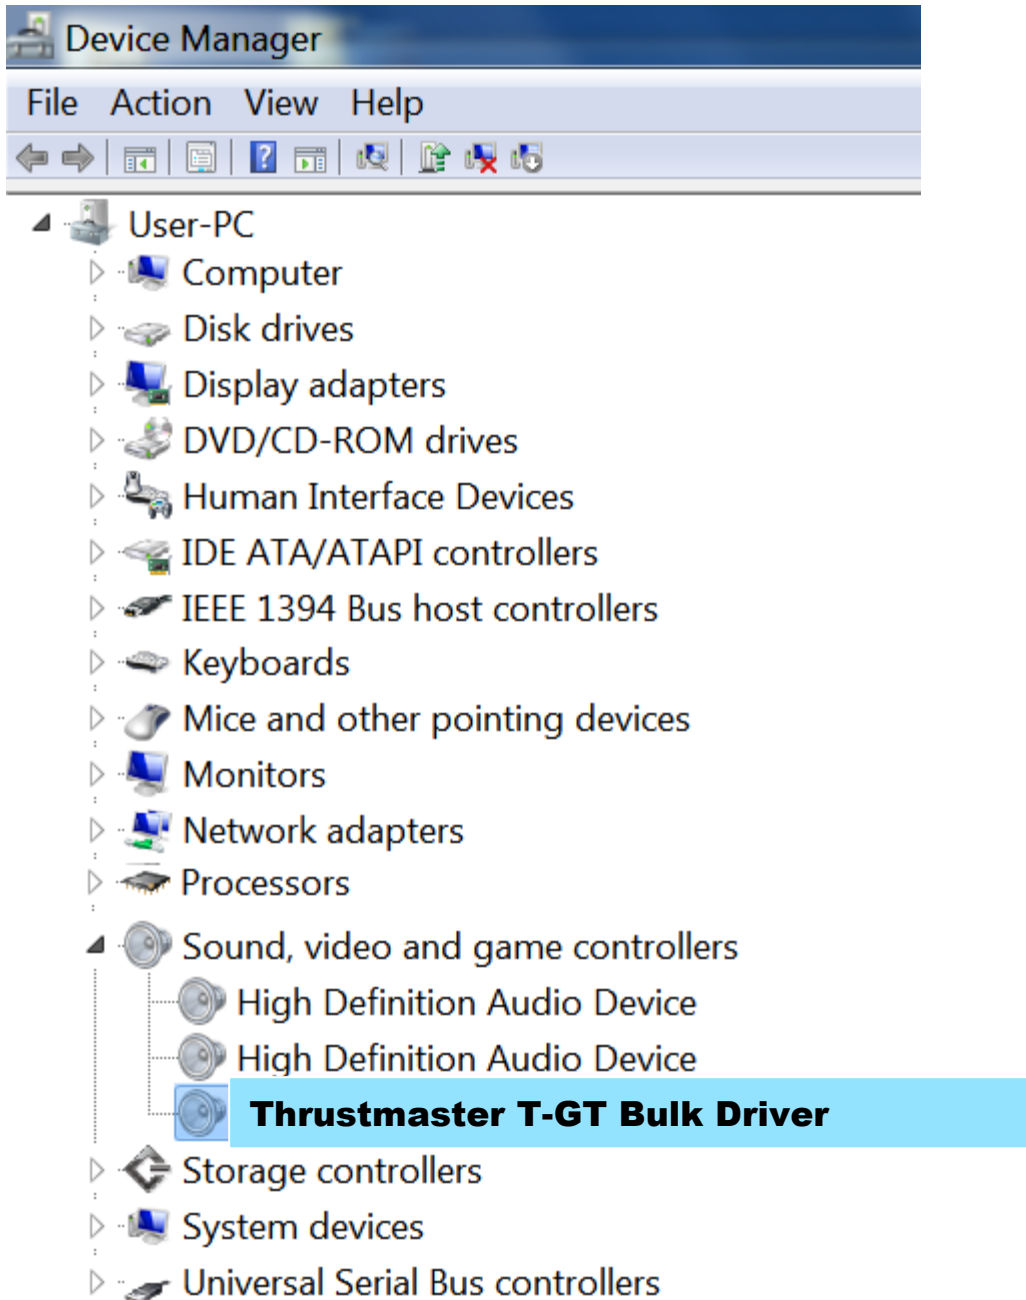 Device Manager
File Action View Help
User-PC
Computer
Disk drives
Display adapters
DVD/CD-ROM drives
Human Interface Devices
IDE ATA/ATAPI controllers
IEEE 1394 Bus host controllers
Keyboards
Mice and other pointing devices
Monitors
Network adapters
Processors
Sound, video and game controllers
High Definition Audio Device
High Definition Audio Device
Thrustmaster T-GT Bulk Driver
Storage controllers
System devices
Universal Serial Bus controllers